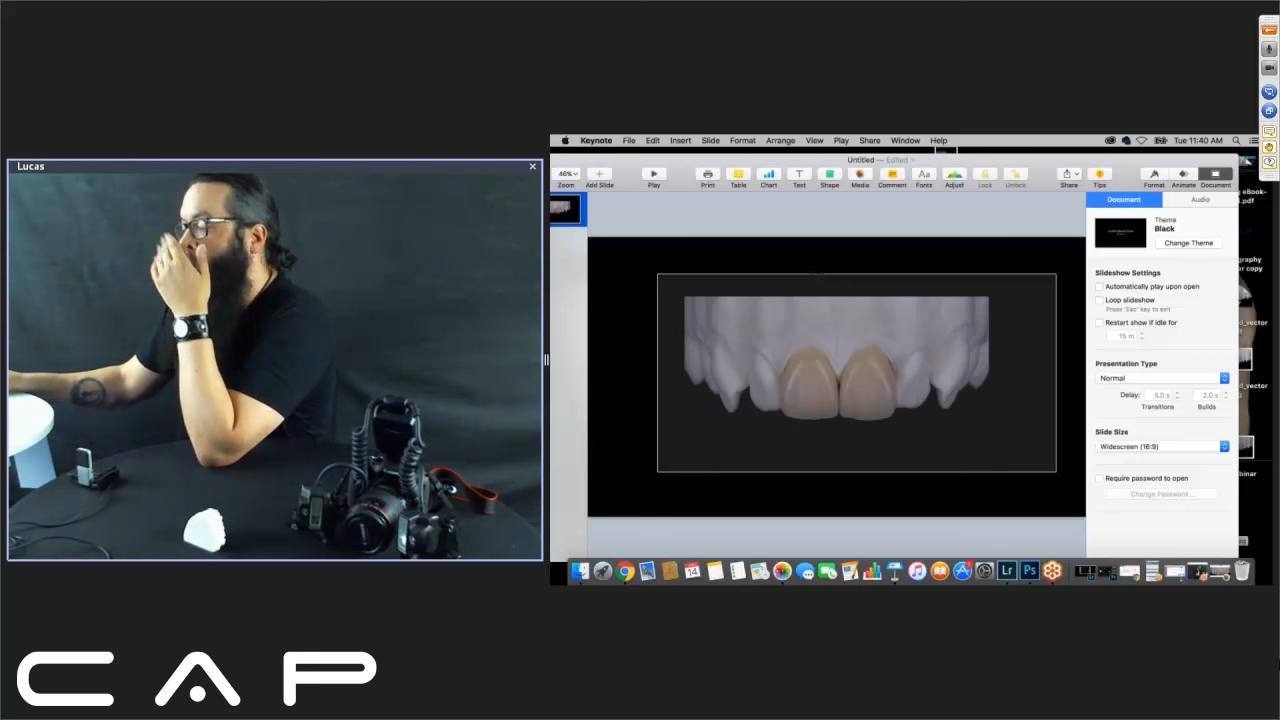 Lucas
Keynote File Edit Insert Slide Format Arrange View Play Share Window Help
Tue 11:40 AM
Untitled — Edited
46%
Zoom Add Slide Play Print Table Chart Text Shape Media Comment Fonts Adjust Lock Unlock Share Tips Format Animate Document
Document Audio
Theme
Black
Change Theme
Slideshow Settings
Automatically play upon open
Loop slideshow
Press 'Esc' key to exit
Restart show if idle for
15 m
Presentation Type
Normal
Delay: 5.0 s 2.0 s
Transitions Builds
Slide Size
Widescreen (16:9)
Require password to open
Change Password...
eBook-
.pdf
copy
_vector
_vector
14
Lr Ps
CAP